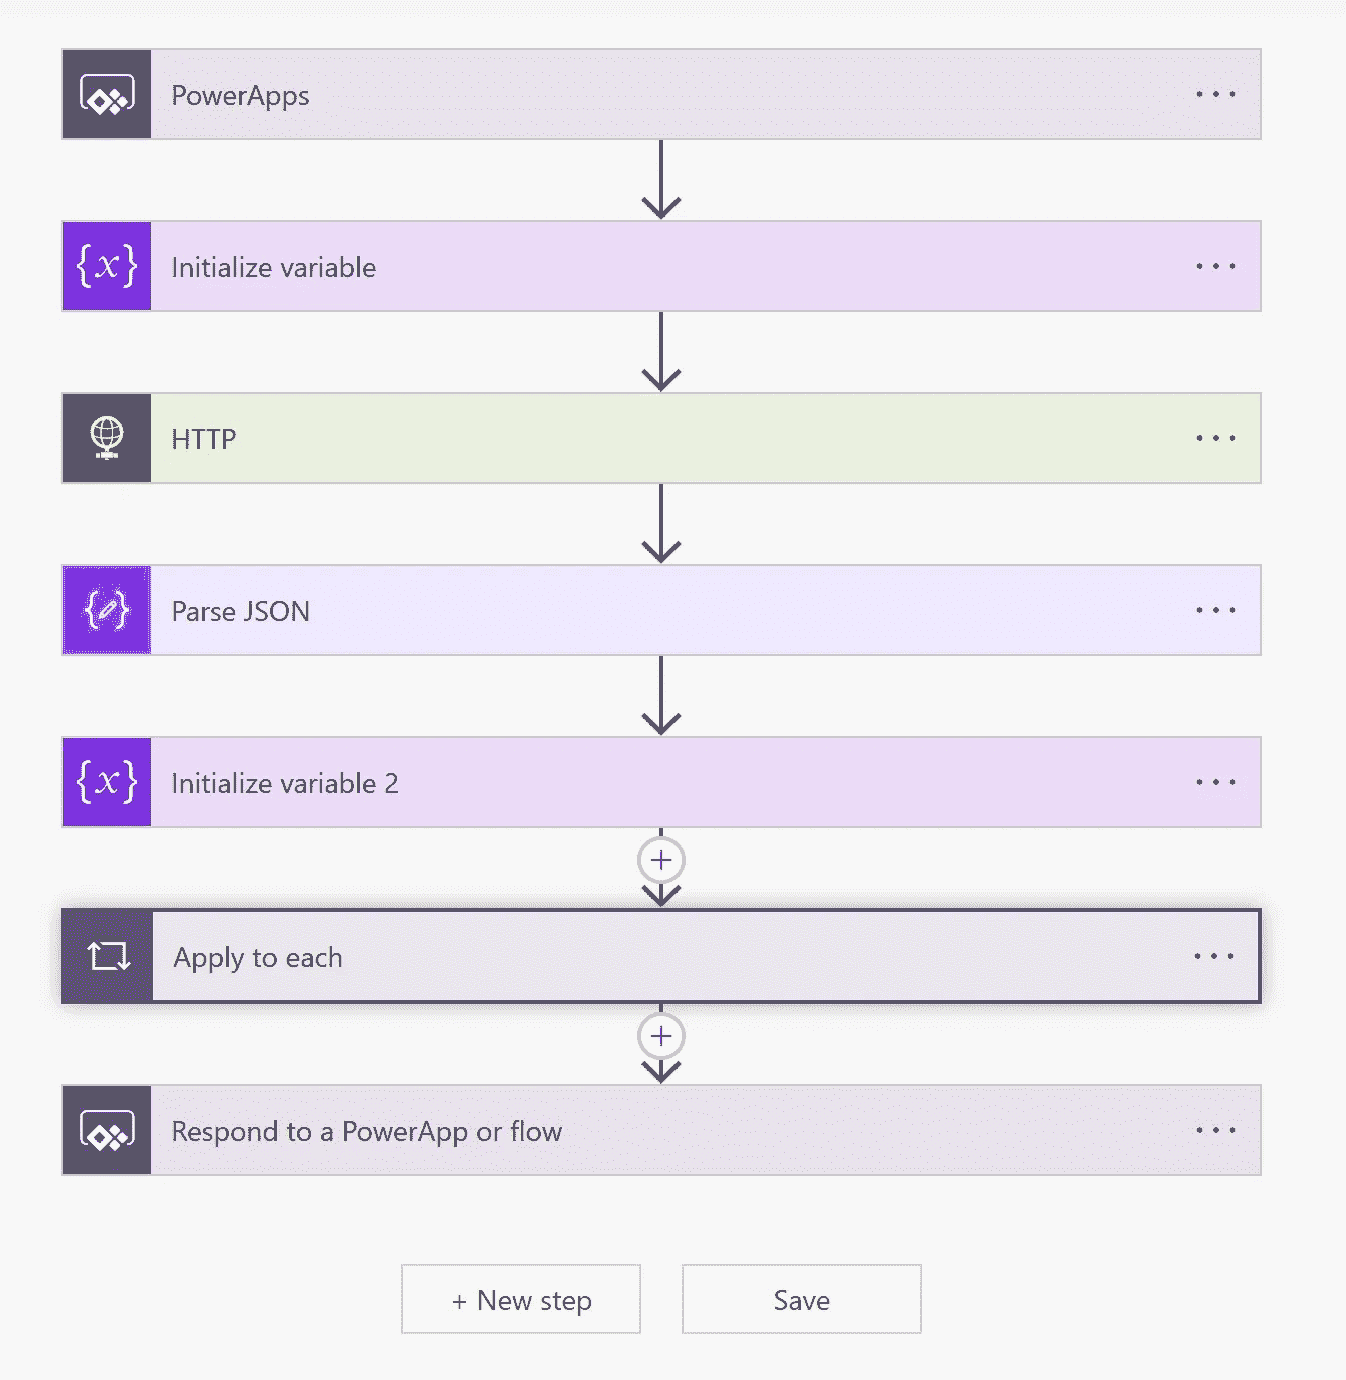 PowerApps
Initialize variable
HTTP
Parse JSON
Initialize variable 2
Apply to each
Respond to a PowerApp or flow
+ New step
Save